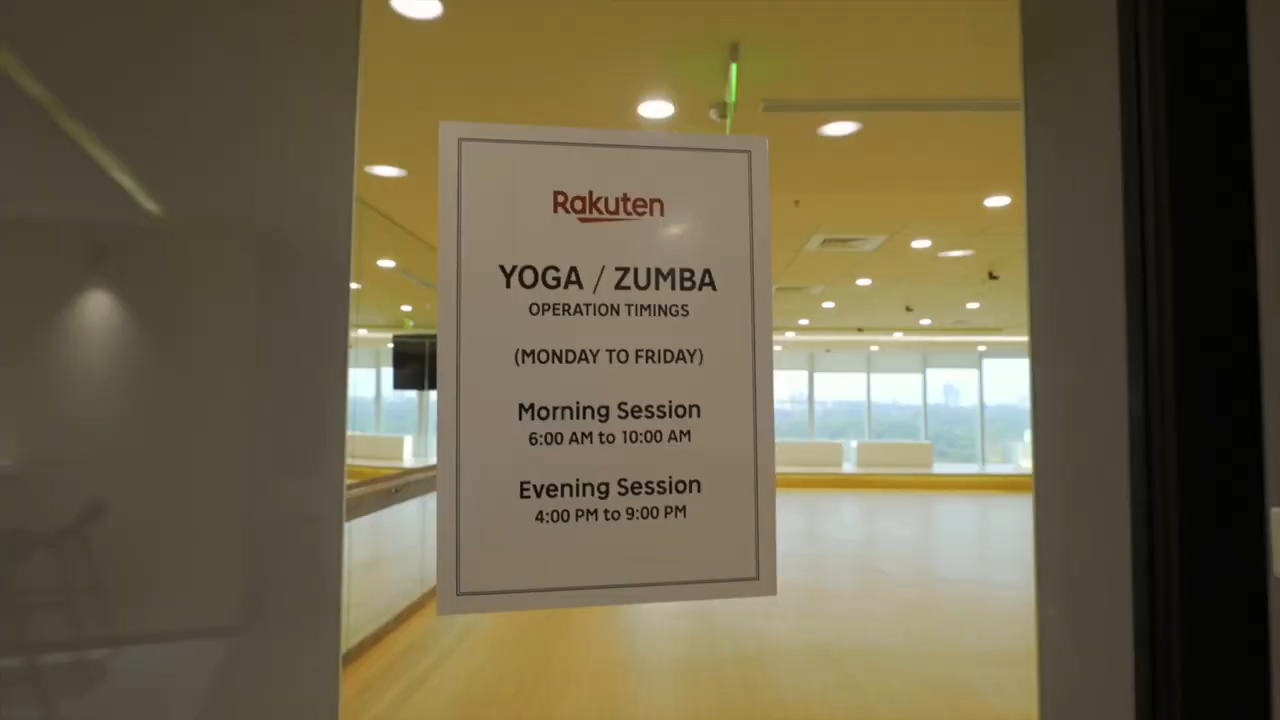 Rakuten
YOGA / ZUMBA
OPERATION TIMINGS
(MONDAY TO FRIDAY)
Morning Session
6:00 AM to 10:00 AM
Evening Session
4:00 PM to 9:00 PM